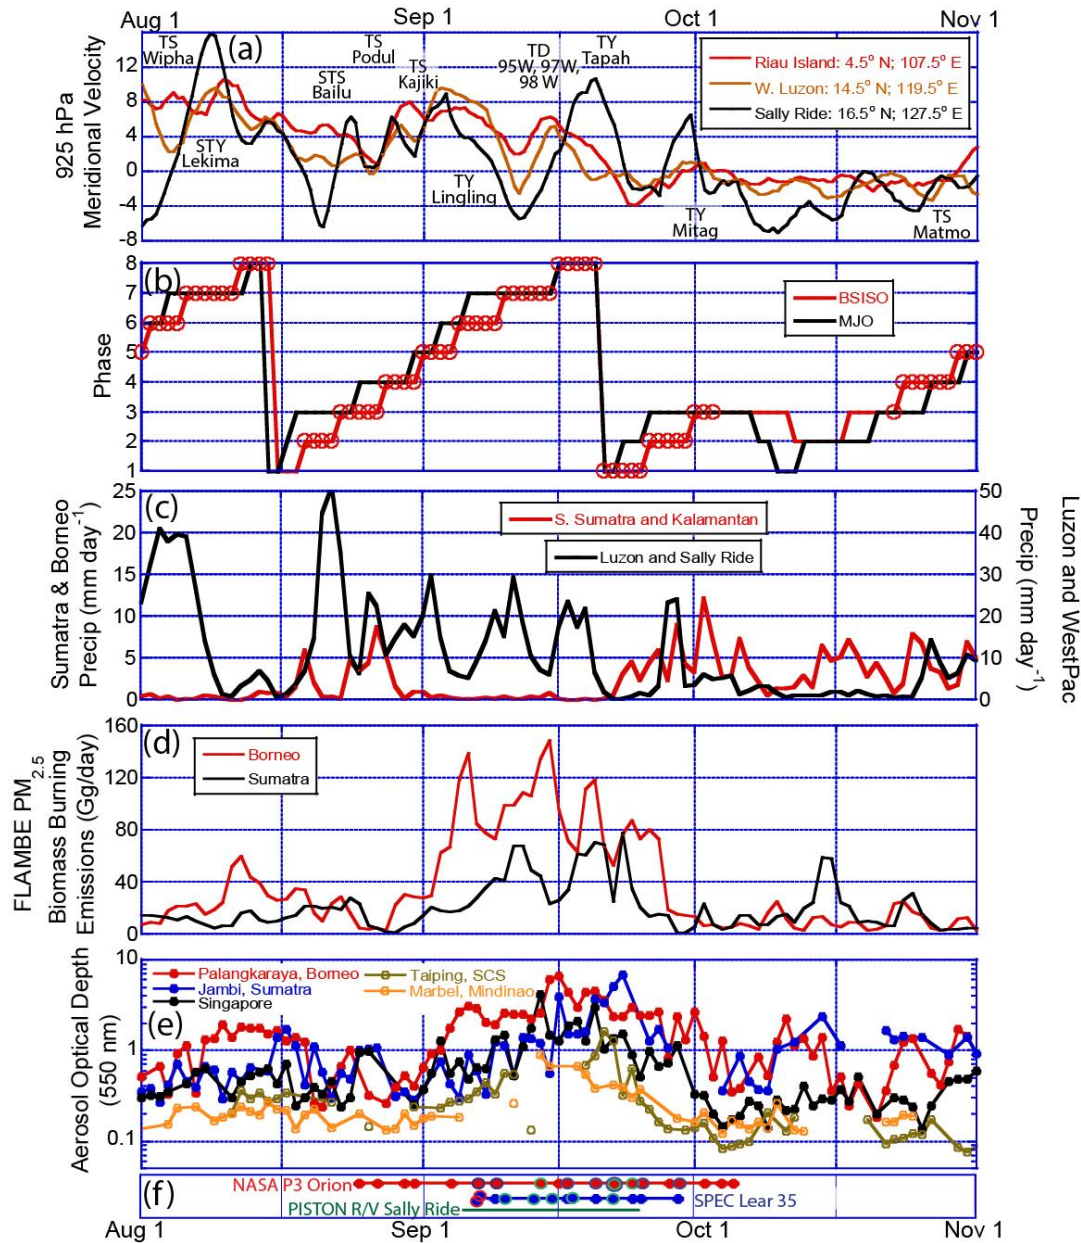 Aug 1 Sep 1 Oct 1 Nov 1
(a)
925 hPa
Meridional Velocity
12
8
4
0
-4
-8
TS
Wipha
STY
Lekima
STS
Bailu
TS
Podul
TS
Kajiki
TY
Lingling
TD
95W, 97W,
98 W
TY
Tapah
TY
Mitag
TS
Matmo
Riau Island: 4.5° N; 107.5° E
W. Luzon: 14.5° N; 119.5° E
Sally Ride: 16.5° N; 127.5° E
(b)
Phase
8
7
6
5
4
3
2
1
BSISO
MJO
(c)
Sumatra & Borneo
Precip (mm day-1)
25
20
15
10
5
0
S. Sumatra and Kalamantan
Luzon and Sally Ride
50
40
30
20
10
0
Luzon and WestPac
Precip (mm day-1)
(d)
FLAMBE PM2.5
Biomass Burning
Emissions (Gg/day)
160
120
80
40
0
Borneo
Sumatra
(e)
Aerosol Optical Depth
(550 nm)
10
1
0.1
Palangkaraya, Borneo
Jambi, Sumatra
Singapore
Taiping, SCS
Marbel, Mindinao
(f)
NASA P3 Orion
SPEC Lear 35
PISTON R/V Sally Ride
Aug 1 Sep 1 Oct 1 Nov 1